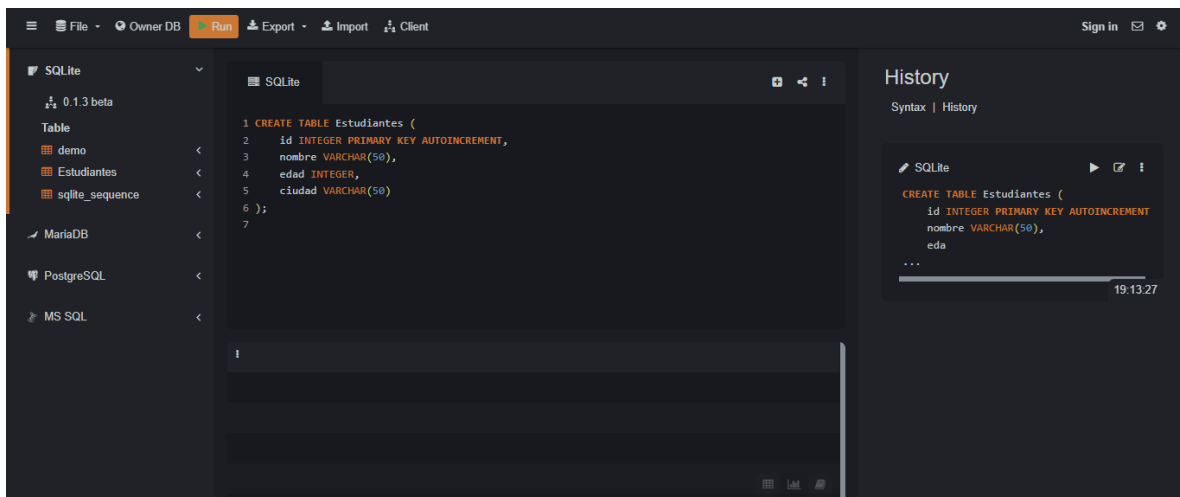 File Owner DB Run Export Import Client Sign in
SQLite
0.1.3 beta
Table
demo
Estudiantes
sqlite_sequence
MariaDB
PostgreSQL
MS SQL
SQLite
1 CREATE TABLE Estudiantes (
2 id INTEGER PRIMARY KEY AUTOINCREMENT,
3 nombre VARCHAR(50),
4 edad INTEGER,
5 ciudad VARCHAR(50)
6 );
7
History
Syntax | History
SQLite
CREATE TABLE Estudiantes (
id INTEGER PRIMARY KEY AUTOINCREMENT
nombre VARCHAR(50),
eda
...
19:13:27